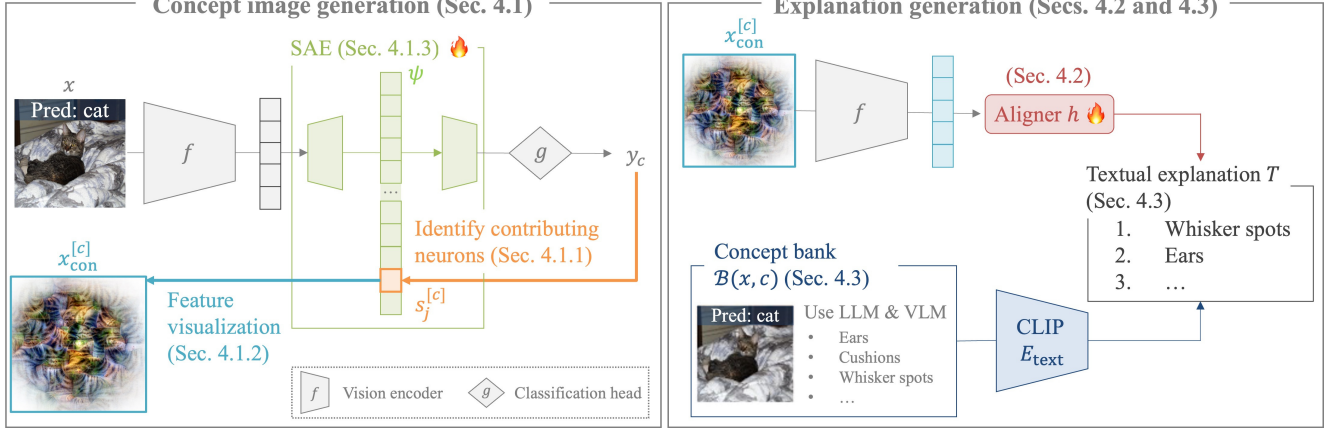 Concept image generation (Sec. 4.1)
SAE (Sec. 4.1.3)
ψ
x
Pred: cat
f
...
g
y_c
Identify contributing
neurons (Sec. 4.1.1)
s_j^[c]
x_con^[c]
Feature
visualization
(Sec. 4.1.2)
f Vision encoder
g Classification head
Explanation generation (Secs. 4.2 and 4.3)
x_con^[c]
f
(Sec. 4.2)
Aligner h
Textual explanation T
(Sec. 4.3)
1. Whisker spots
2. Ears
3. …
Concept bank
B(x, c) (Sec. 4.3)
Pred: cat
Use LLM & VLM
• Ears
• Cushions
• Whisker spots
• …
CLIP
E_text